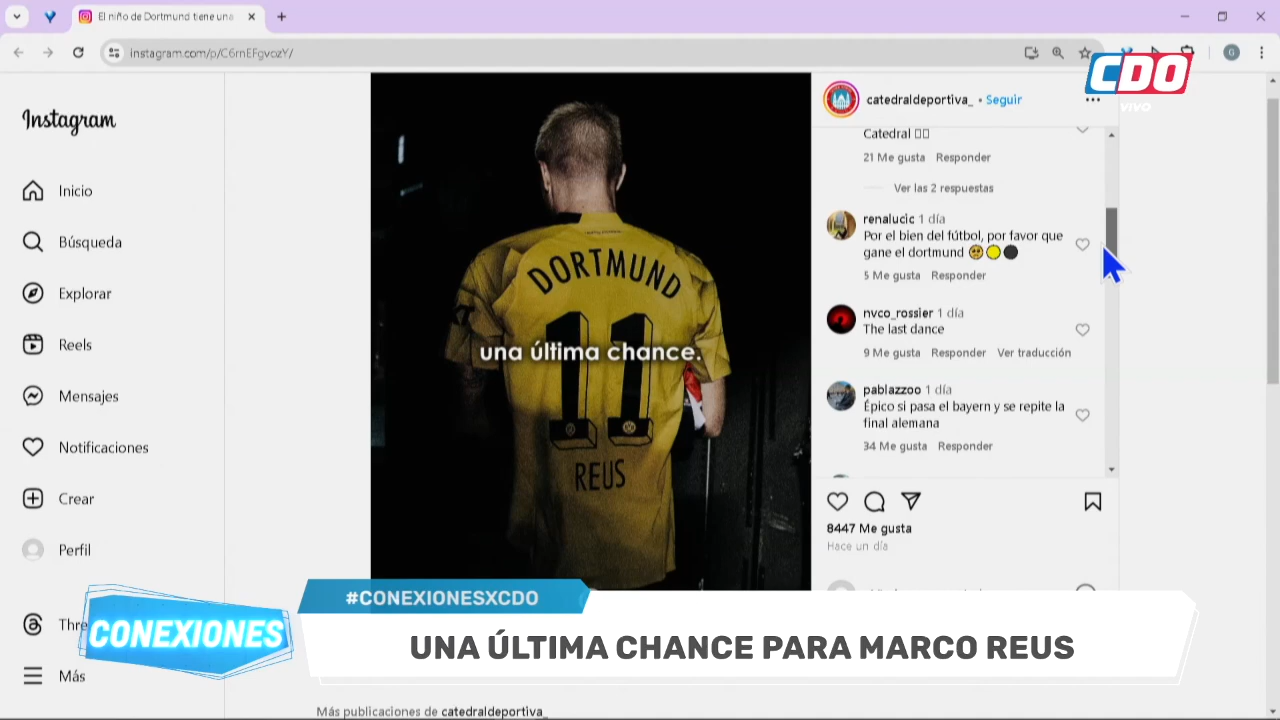 El niño de Dortmund tiene una
instagram.com/p/C6rnEFgvozY/
G
CDO
VIVO
Instagram
Inicio
Búsqueda
Explorar
Reels
Mensajes
Notificaciones
Crear
Perfil
Thre
Más
DORTMUND
11
REUS
una última chance.
catedraldeportiva_ • Seguir
Catedral
21 Me gusta Responder
Ver las 2 respuestas
renalucic 1 día
Por el bien del fútbol, por favor que
gane el dortmund 🥺🟡⚫
5 Me gusta Responder
nvco_rossier 1 día
The last dance
9 Me gusta Responder Ver traducción
pablazzoo 1 día
Épico si pasa el bayern y se repite la
final alemana
34 Me gusta Responder
8447 Me gusta
Hace un día
#CONEXIONESXCDO
CONEXIONES
UNA ÚLTIMA CHANCE PARA MARCO REUS
Más publicaciones de catedraldeportiva_